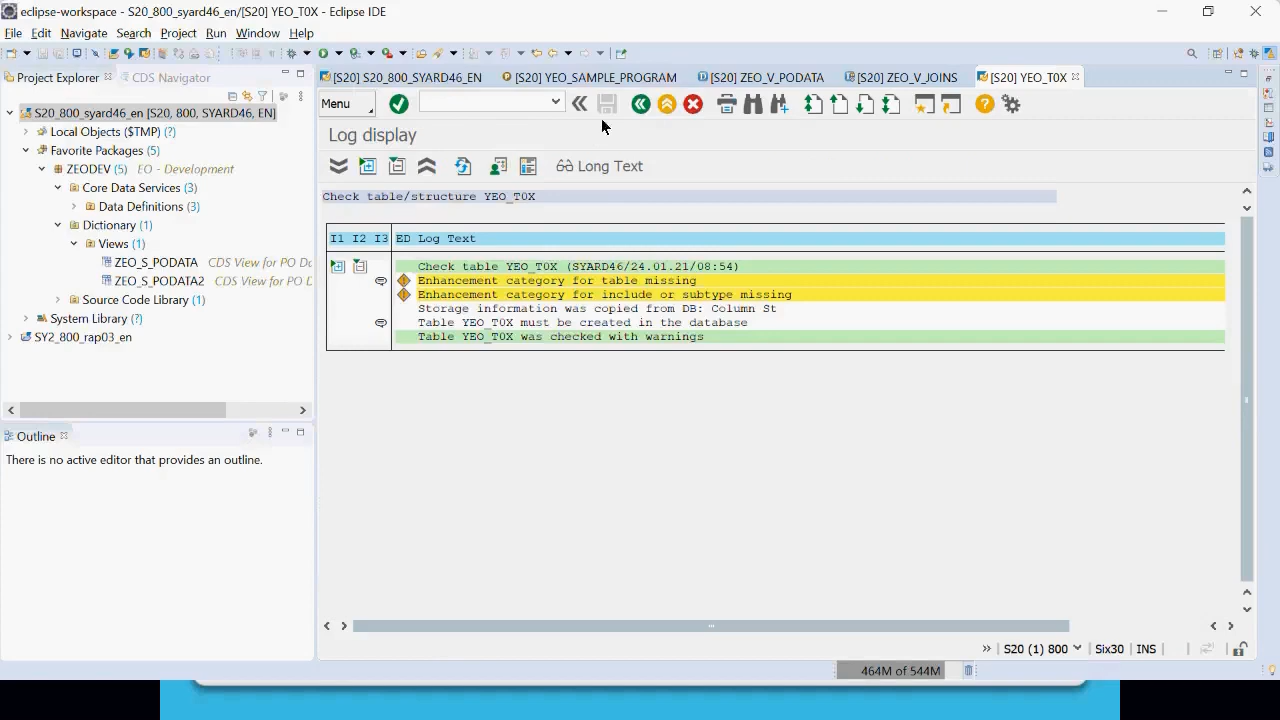 eclipse-workspace - S20_800_syard46_en/[S20] YEO_T0X - Eclipse IDE
File Edit Navigate Search Project Run Window Help
Project Explorer CDS Navigator
[S20] S20_800_SYARD46_EN [S20] YEO_SAMPLE_PROGRAM [S20] ZEO_V_PODATA [S20] ZEO_V_JOINS [S20] YEO_T0X
Menu
S20_800_syard46_en [S20, 800, SYARD46, EN]
Local Objects ($TMP) (?)
Favorite Packages (5)
ZEODEV (5) EO - Development
Core Data Services (3)
Data Definitions (3)
Dictionary (1)
Views (1)
ZEO_S_PODATA CDS View for PO Da
ZEO_S_PODATA2 CDS View for PO D
Source Code Library (1)
System Library (?)
SY2_800_rap03_en
Outline
There is no active editor that provides an outline.
Log display
Long Text
Check table/structure YEO_T0X
I1 I2 I3 ED Log Text
Check table YEO_T0X (SYARD46/24.01.21/08:54)
Enhancement category for table missing
Enhancement category for include or subtype missing
Storage information was copied from DB: Column St
Table YEO_T0X must be created in the database
Table YEO_T0X was checked with warnings
S20 (1) 800 Six30 INS
464M of 544M